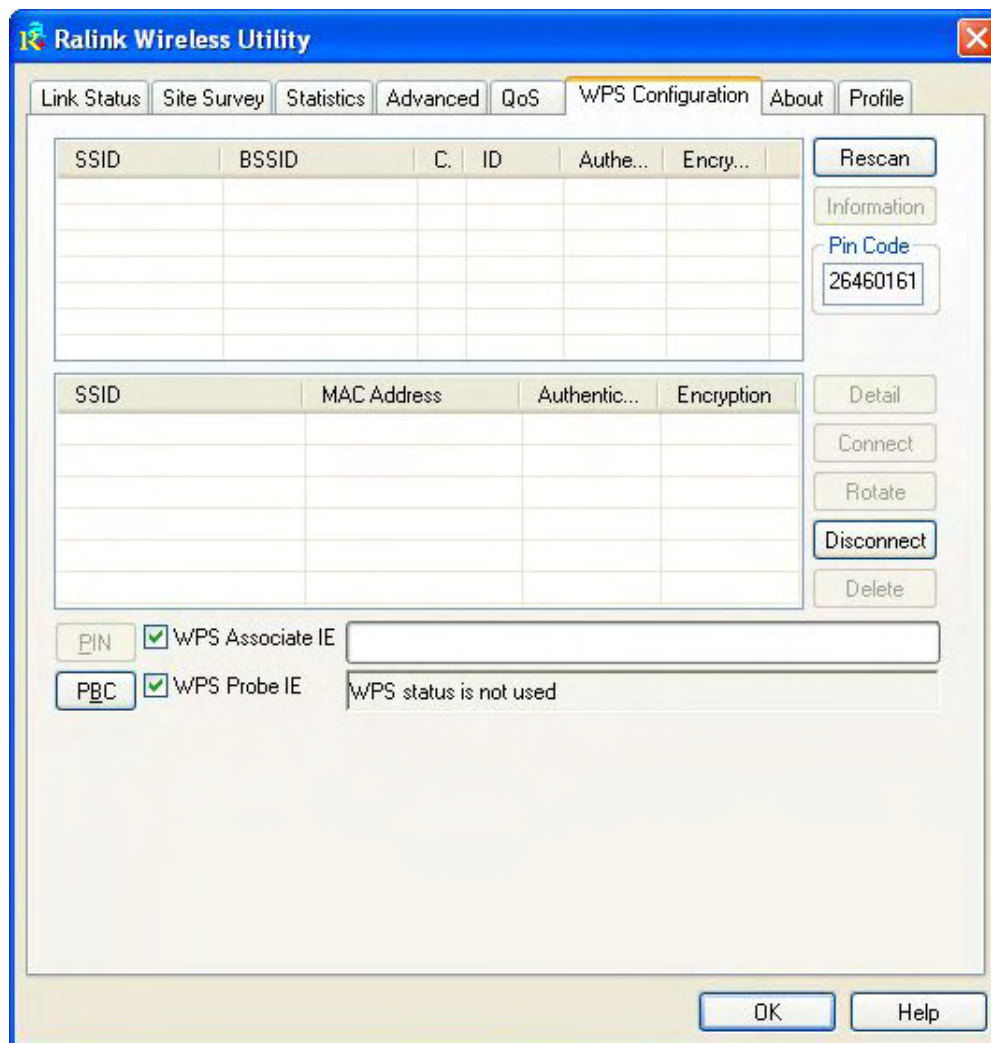 Ralink Wireless Utility
Link Status Site Survey Statistics Advanced QoS WPS Configuration About Profile
SSID BSSID C. ID Authe... Encry...
Rescan
Information
Pin Code
26460161
SSID MAC Address Authentic... Encryption
Detail
Connect
Rotate
Disconnect
Delete
PIN WPS Associate IE
PBC WPS Probe IE WPS status is not used
OK Help